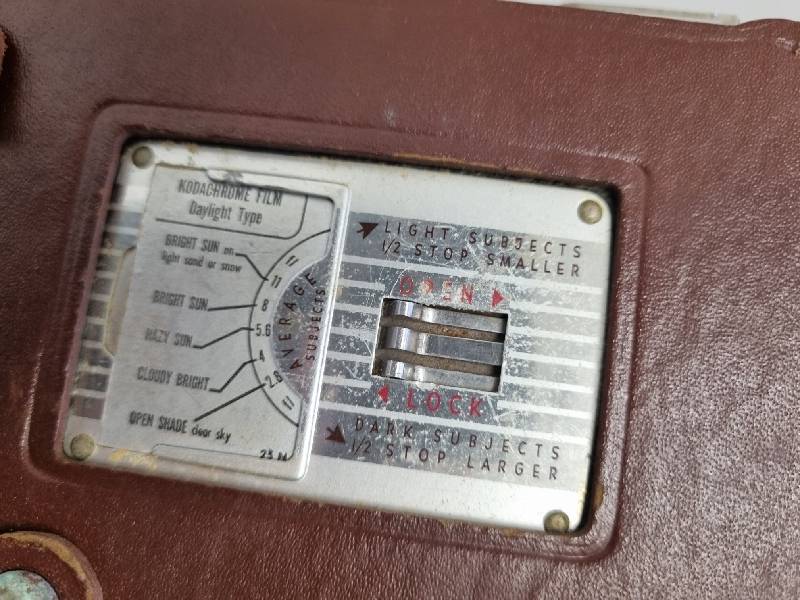 KODACHROME FILM
Daylight Type
BRIGHT SUN on
light sand or snow
11
BRIGHT SUN
8
HAZY SUN
5.6
CLOUDY BRIGHT
4
OPEN SHADE clear sky
2.8
AVERAGE
SUBJECTS
LIGHT SUBJECTS
1/2 STOP SMALLER
OPEN
LOCK
DARK SUBJECTS
1/2 STOP LARGER